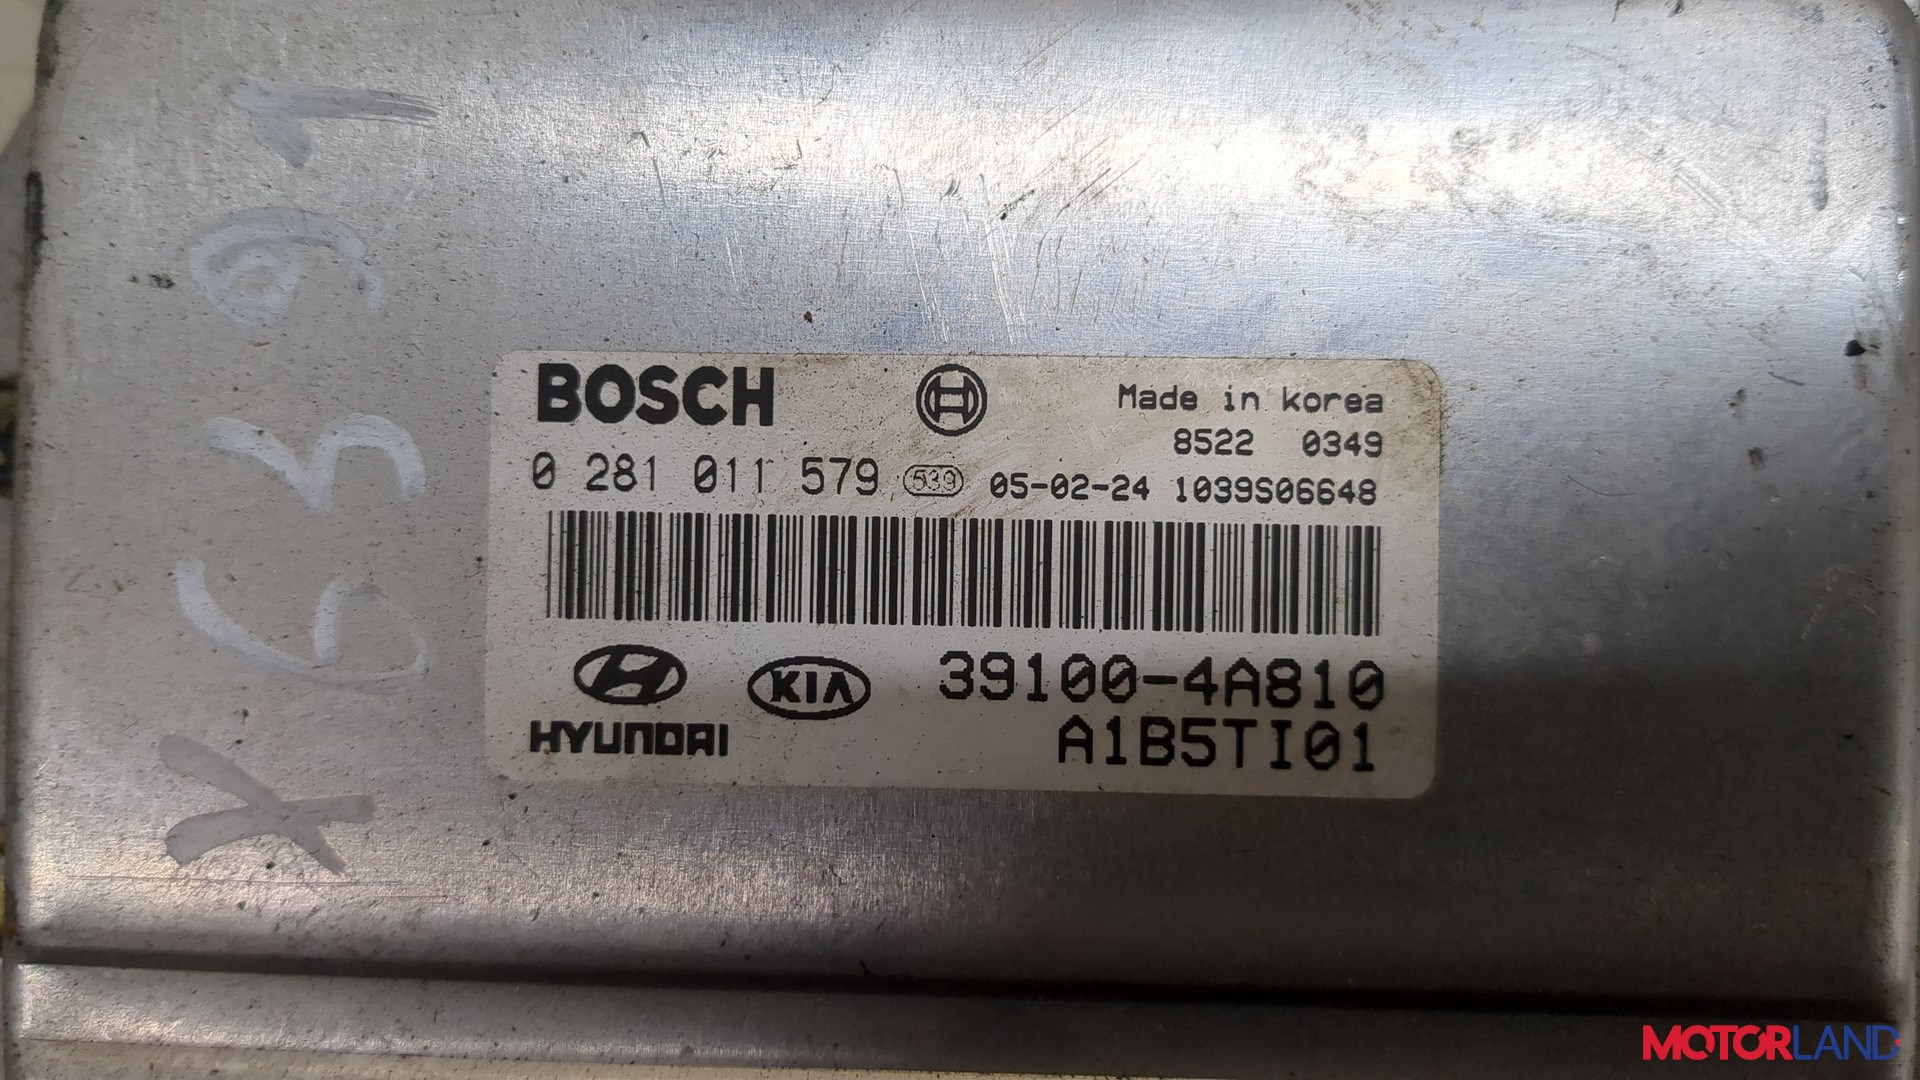 BOSCH
Made in korea
8522 0349
0 281 011 579 539 05-02-24 1039S06648
HYUNDAI
KIA
39100-4A810
A1B5TI01
MOTORLAND